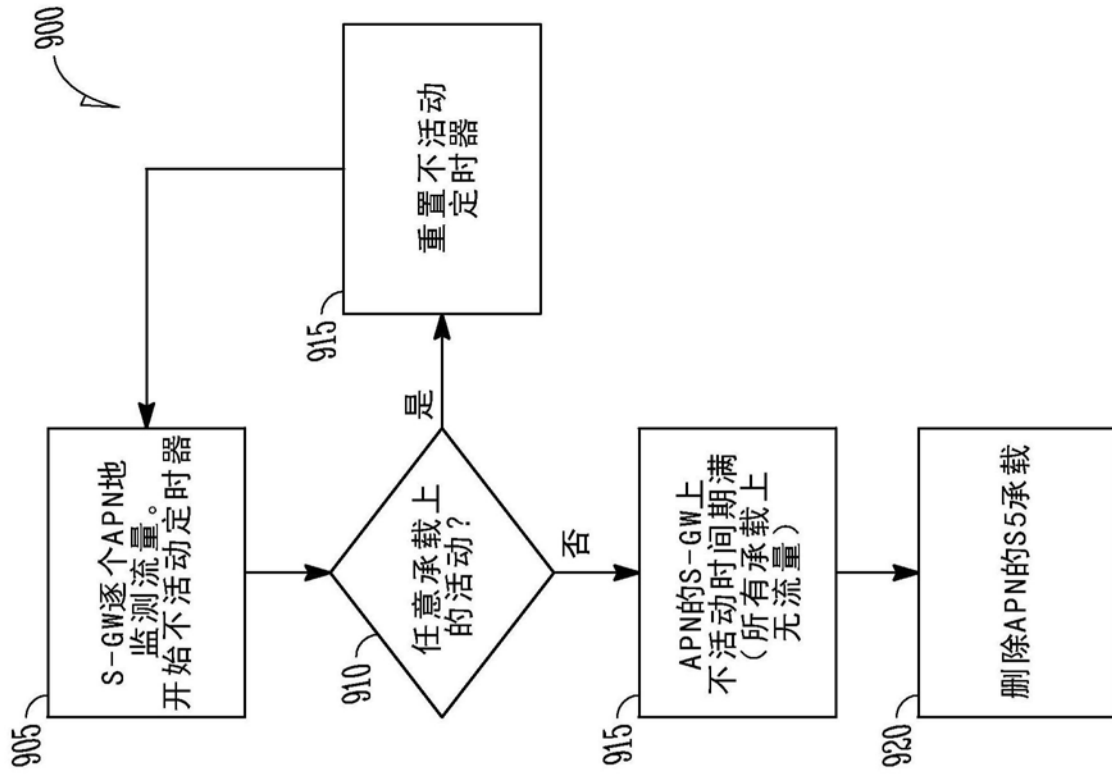 900
905
S-GW逐个APN地
监测流量。
开始不活动定时器
910
任意承载上
的活动?
是
915
重置不活动
定时器
否
915
APN的S-GW上
不活动时间期满
(所有承载上
无流量)
920
删除APN的S5承载